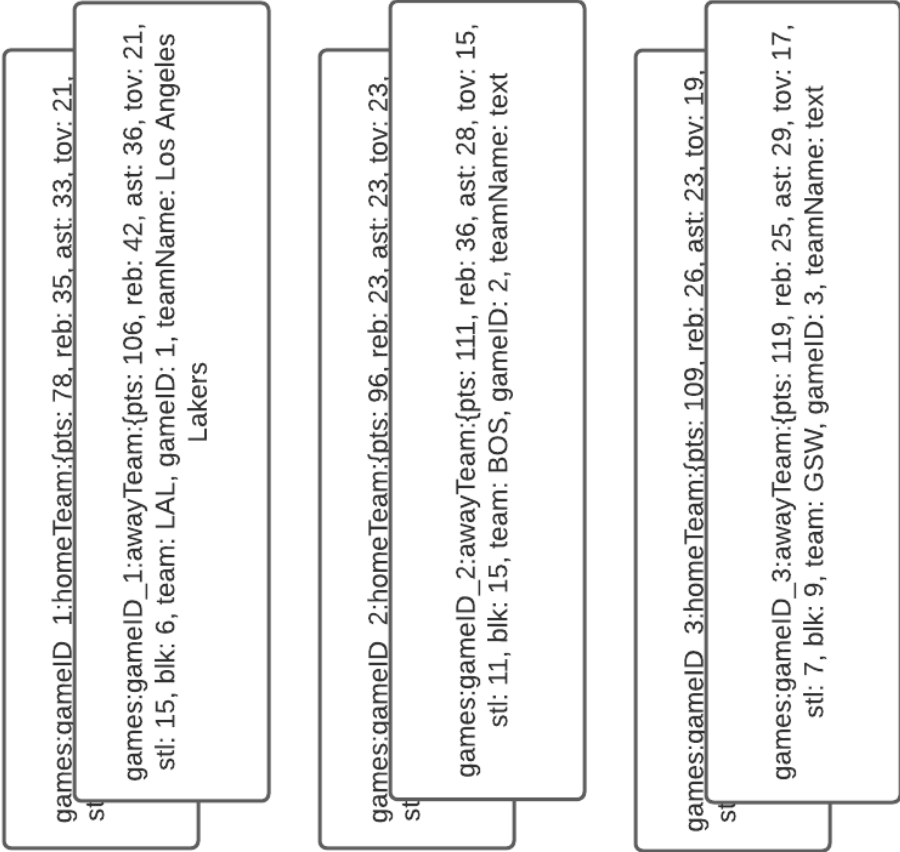 games:gameID_1:homeTeam:{pts: 78, reb: 35, ast: 33, tov: 21,
st
games:gameID_1:awayTeam:{pts: 106, reb: 42, ast: 36, tov: 21,
stl: 15, blk: 6, team: LAL, gameID: 1, teamName: Los Angeles
Lakers
games:gameID_2:homeTeam:{pts: 96, reb: 23, ast: 23, tov: 23,
st
games:gameID_2:awayTeam:{pts: 111, reb: 36, ast: 28, tov: 15,
stl: 11, blk: 15, team: BOS, gameID: 2, teamName: text
games:gameID_3:homeTeam:{pts: 109, reb: 26, ast: 23, tov: 19,
st
games:gameID_3:awayTeam:{pts: 119, reb: 25, ast: 29, tov: 17,
stl: 7, blk: 9, team: GSW, gameID: 3, teamName: text